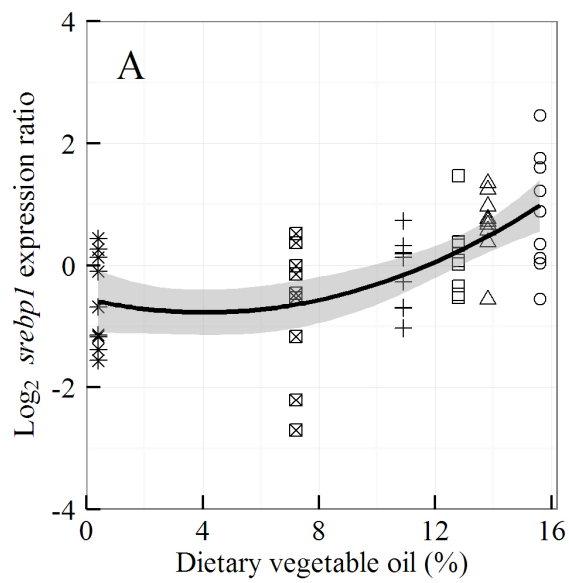 A
4
2
0
-2
-4
Log2 srebp1 expression ratio
0 4 8 12 16
Dietary vegetable oil (%)